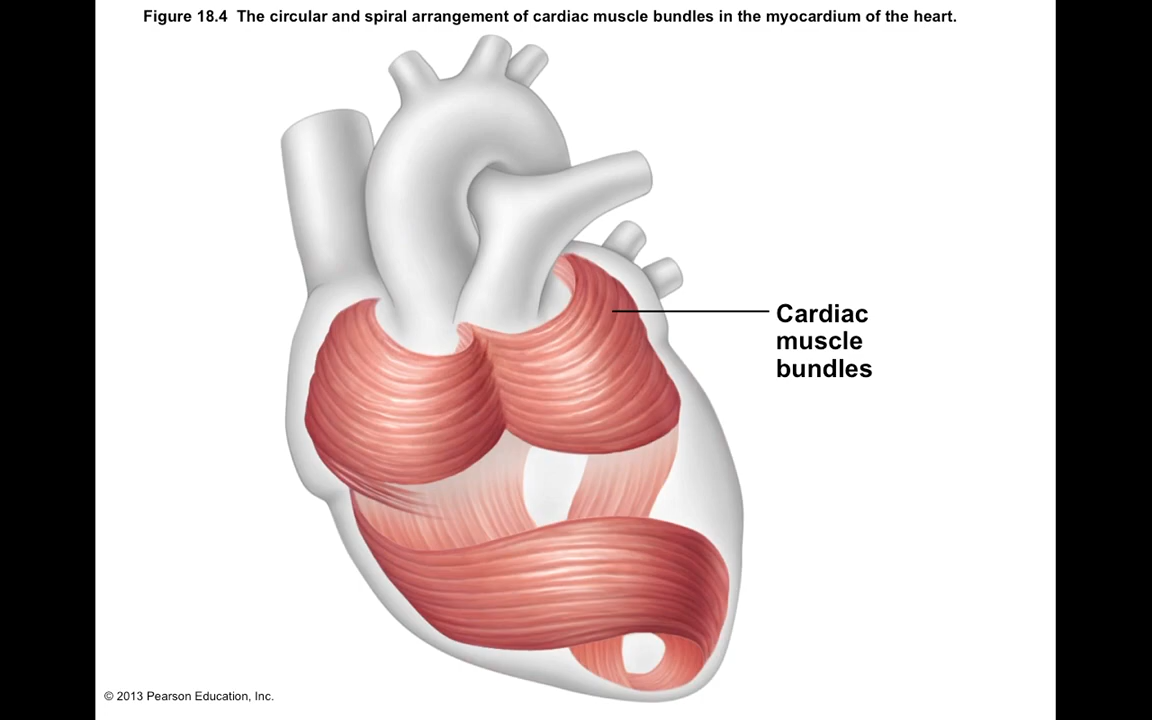 Figure 18.4 The circular and spiral arrangement of cardiac muscle bundles in the myocardium of the heart.
Cardiac
muscle
bundles
© 2013 Pearson Education, Inc.